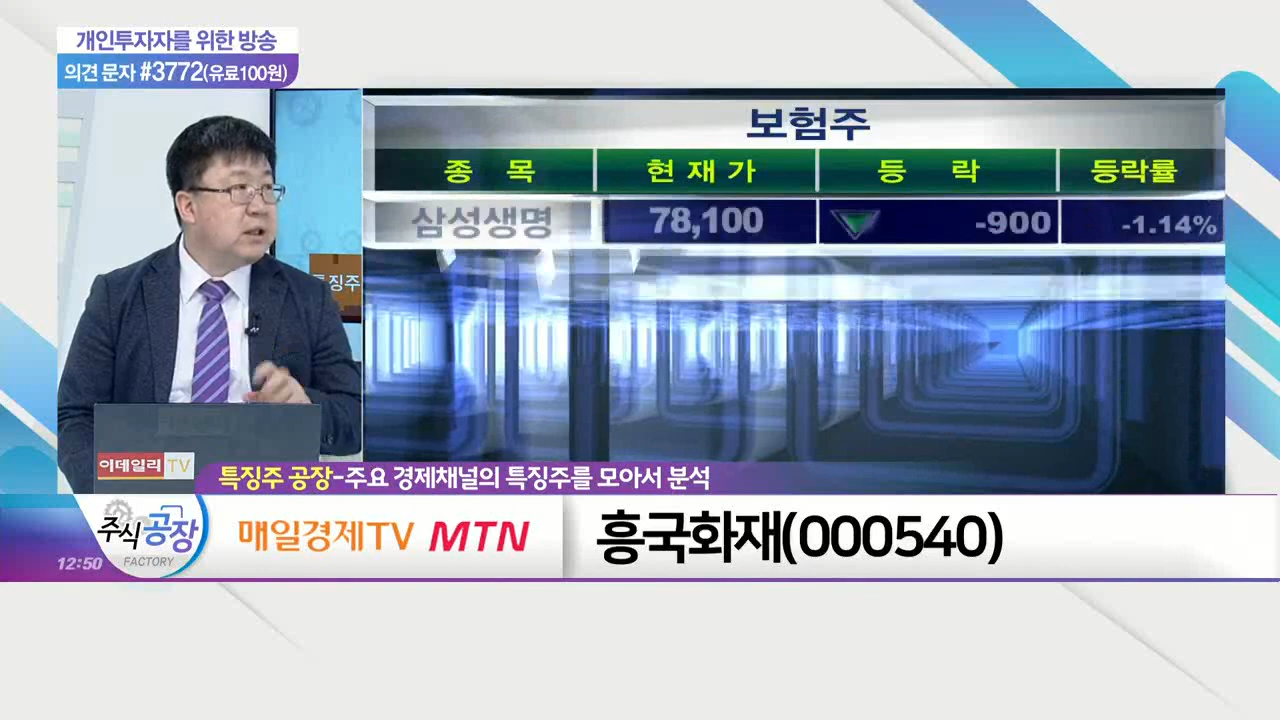 개인투자자를 위한 방송
의견 문자 #3772(유료100원)
보험주
종 목 현 재 가 등 락 등락률
삼성생명 78,100 -900 -1.14%
특징주
이데일리 TV
특징주 공장-주요 경제채널의 특징주를 모아서 분석
주식공장
FACTORY
12:50
매일경제TV MTN
흥국화재(000540)